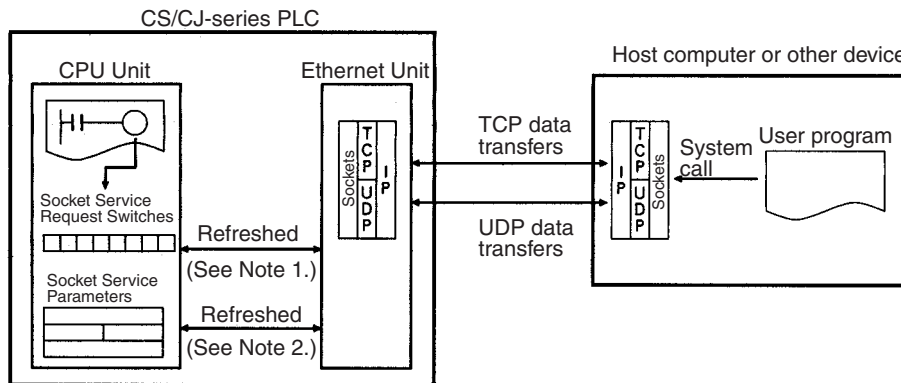 CS/CJ-series PLC
CPU Unit
Ethernet Unit
Host computer or other device
Socket Service
Request Switches
Refreshed
(See Note 1.)
Socket Service
Parameters
Refreshed
(See Note 2.)
Sockets
TCP
UDP
IP
TCP data
transfers
UDP data
transfers
IP
TCP
UDP
Sockets
System
call
User program